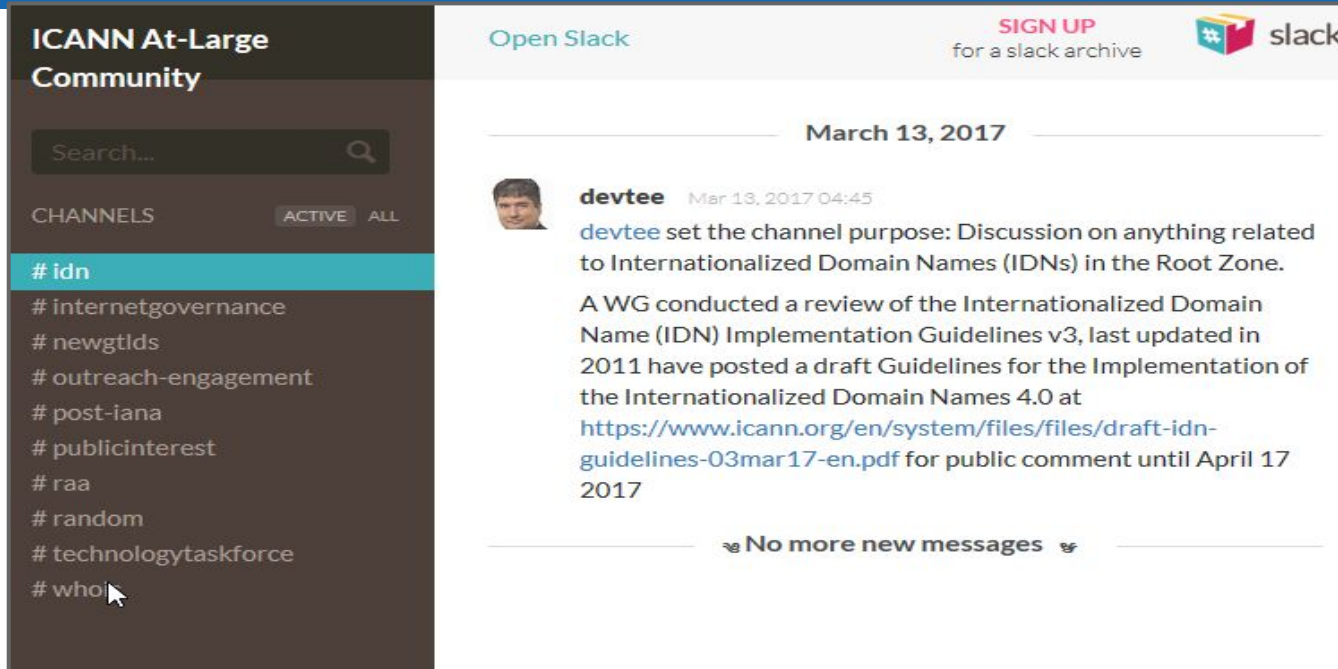 ICANN At-Large
Community
Search...
CHANNELS
ACTIVE ALL
# idn
# internetgovernance
# newgtlds
# outreach-engagement
# post-iana
# publicinterest
# raa
# random
# technologytaskforce
# whois
Open Slack
SIGN UP
for a slack archive
slack
March 13, 2017
devtee Mar 13, 2017 04:45
devtee set the channel purpose: Discussion on anything related
to Internationalized Domain Names (IDNs) in the Root Zone.
A WG conducted a review of the Internationalized Domain
Name (IDN) Implementation Guidelines v3, last updated in
2011 have posted a draft Guidelines for the Implementation of
the Internationalized Domain Names 4.0 at
https://www.icann.org/en/system/files/files/draft-idn-
guidelines-03mar17-en.pdf for public comment until April 17
2017
No more new messages